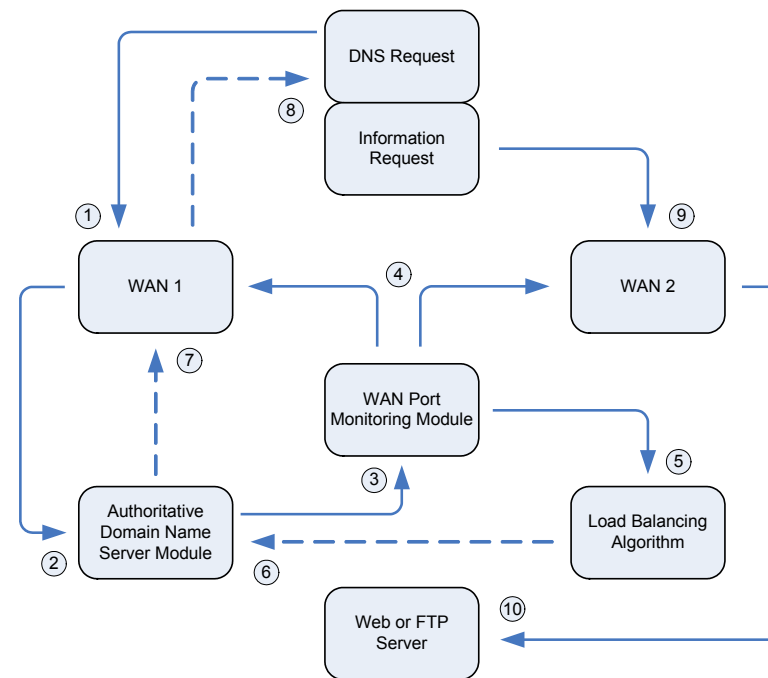 DNS Request
8
Information
Request
1
9
WAN 1
4
WAN 2
7
WAN Port
Monitoring Module
5
3
Authoritative
Domain Name
Server Module
Load Balancing
Algorithm
2
6
10
Web or FTP
Server